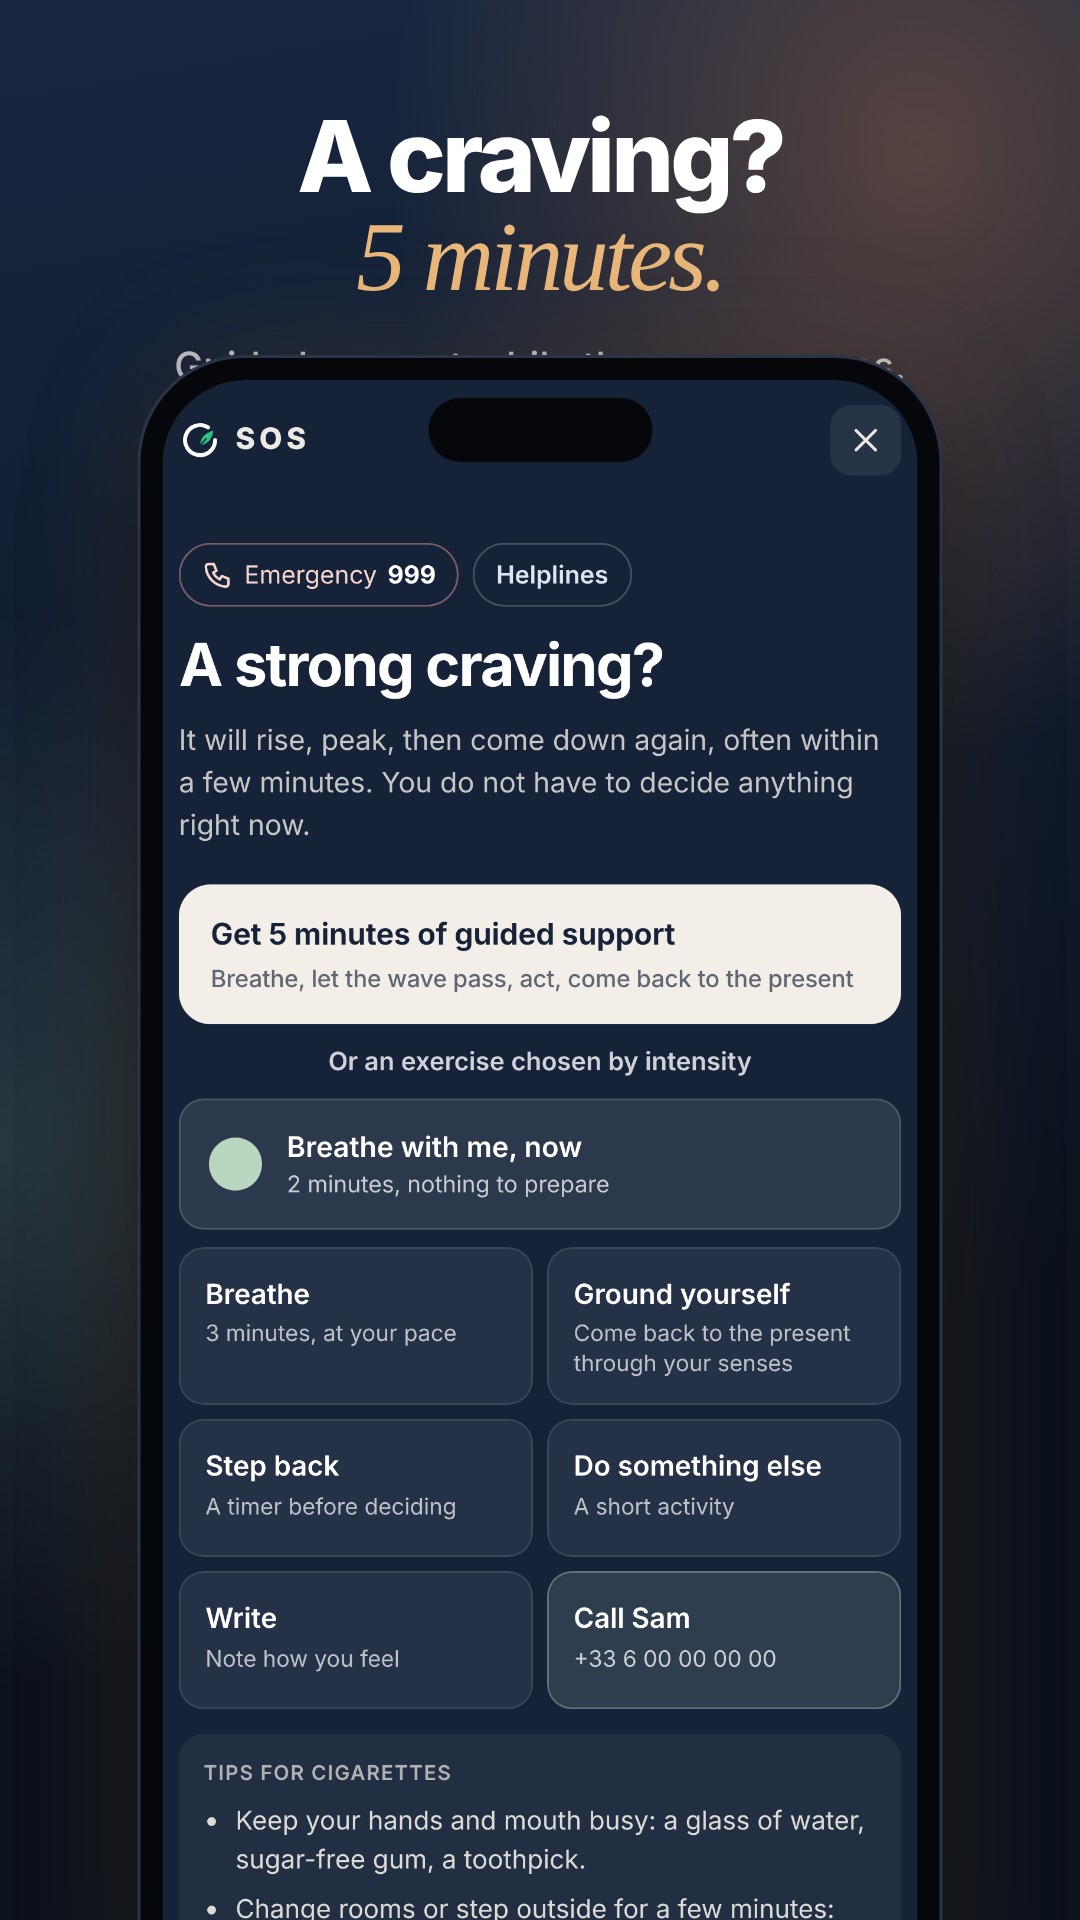 A craving?
5 minutes.
SOS
Emergency 999
Helplines
A strong craving?
It will rise, peak, then come down again, often within
a few minutes. You do not have to decide anything
right now.
Get 5 minutes of guided support
Breathe, let the wave pass, act, come back to the present
Or an exercise chosen by intensity
Breathe with me, now
2 minutes, nothing to prepare
Breathe
3 minutes, at your pace
Ground yourself
Come back to the present
through your senses
Step back
A timer before deciding
Do something else
A short activity
Write
Note how you feel
Call Sam
+33 6 00 00 00 00
TIPS FOR CIGARETTES
• Keep your hands and mouth busy: a glass of water,
sugar-free gum, a toothpick.
• Change rooms or step outside for a few minutes: